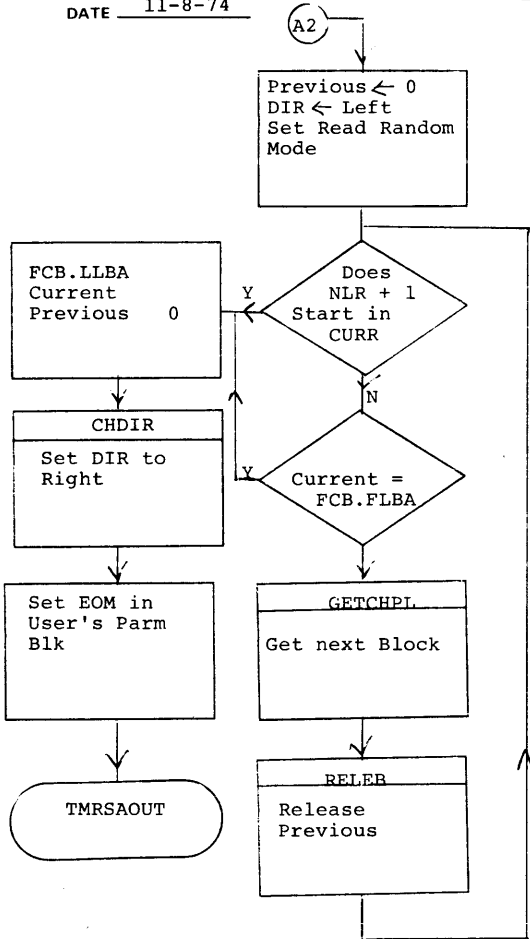 DATE 11-8-74
A2
Previous ← 0
DIR ← Left
Set Read Random
Mode
Does
NLR + 1
Start in
CURR
Y
N
FCB.LLBA
Current
Previous 0
CHDIR
Set DIR to
Right
Y
Current =
FCB.FLBA
Set EOM in
User's Parm
Blk
GETCHPL
Get next Block
TMRSAOUT
RELEB
Release
Previous